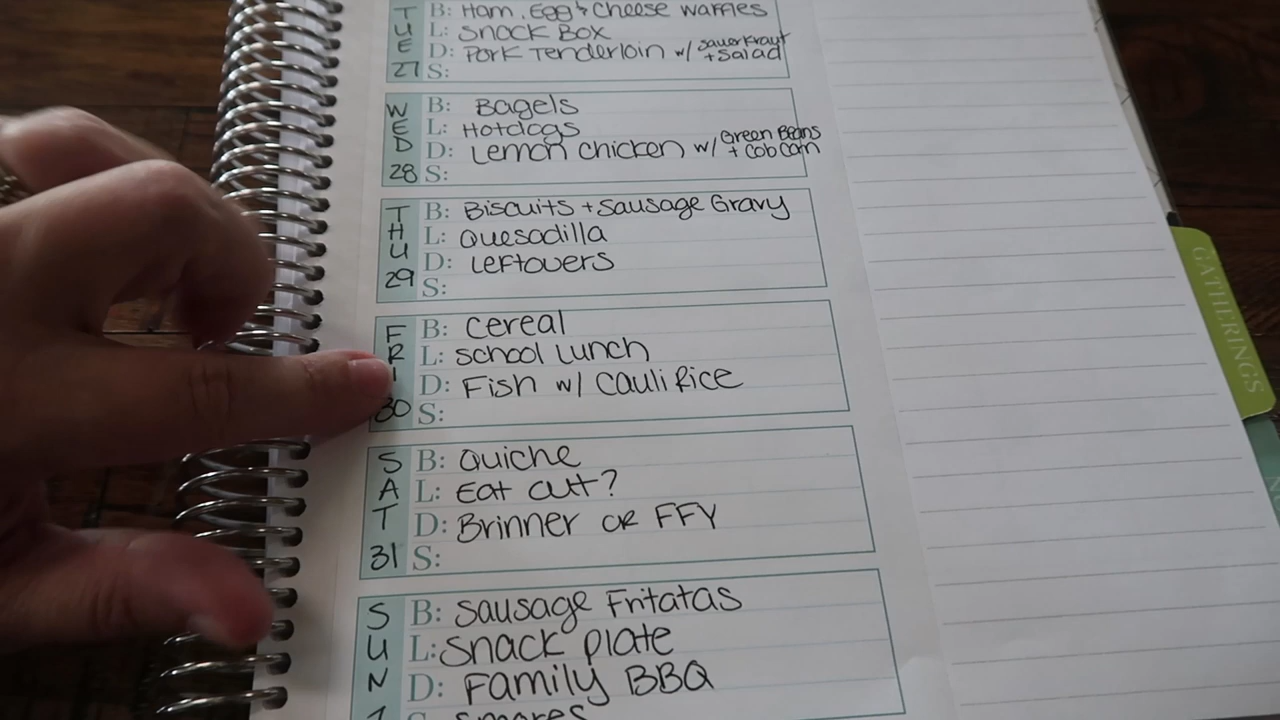 TUE 27
B: Ham, Egg + Cheese Waffles
L: Snack Box
D: Pork Tenderloin w/ Sauerkraut + Salad
S:
WED 28
B: Bagels
L: Hotdogs
D: Lemon Chicken w/ Green Beans + Cob Corn
S:
THU 29
B: Biscuits + Sausage Gravy
L: Quesadilla
D: Leftovers
S:
FRI 30
B: Cereal
L: School Lunch
D: Fish w/ Cauli Rice
S:
SAT 31
B: Quiche
L: Eat out?
D: Brinner or FFY
S:
SUN 1
B: Sausage Fritatas
L: Snack plate
D: Family BBQ
S: Smores
GATHERINGS